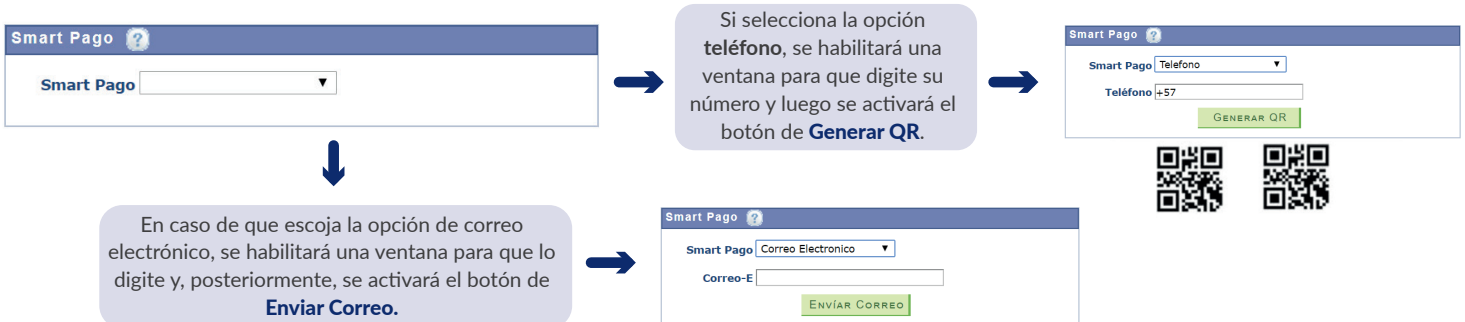 Smart Pago ?
Smart Pago
Si selecciona la opción
teléfono, se habilitará una
ventana para que digite su
número y luego se activará el
botón de Generar QR.
Smart Pago ?
Smart Pago Telefono
Teléfono +57
GENERAR QR
En caso de que escoja la opción de correo
electrónico, se habilitará una ventana para que lo
digite y, posteriormente, se activará el botón de
Enviar Correo.
Smart Pago ?
Smart Pago Correo Electronico
Correo-E
ENVÍAR CORREO